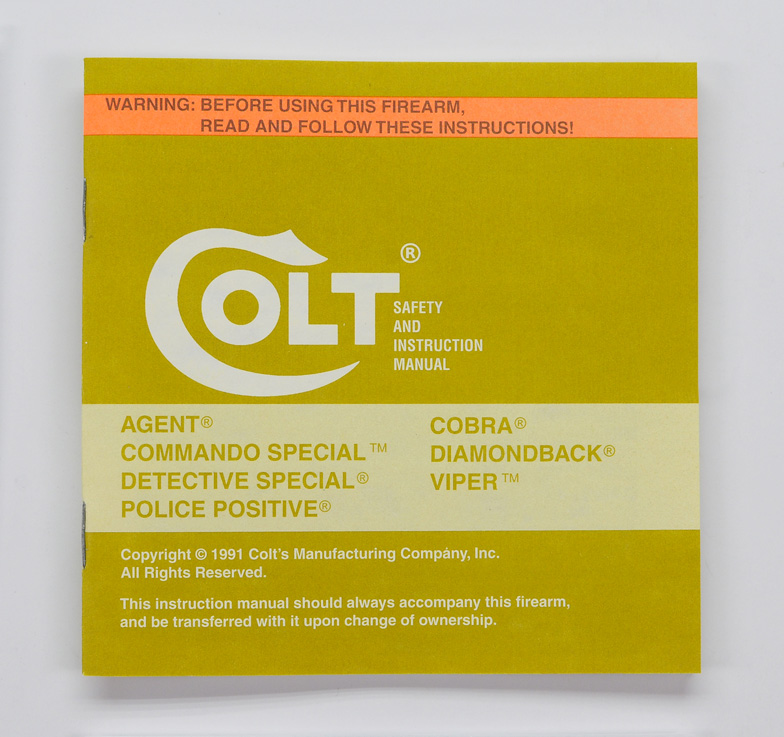 WARNING: BEFORE USING THIS FIREARM,
READ AND FOLLOW THESE INSTRUCTIONS!
COLT®
SAFETY
AND
INSTRUCTION
MANUAL
AGENT®
COMMANDO SPECIAL™
DETECTIVE SPECIAL®
POLICE POSITIVE®
COBRA®
DIAMONDBACK®
VIPER™
Copyright © 1991 Colt's Manufacturing Company, Inc.
All Rights Reserved.
This instruction manual should always accompany this firearm,
and be transferred with it upon change of ownership.